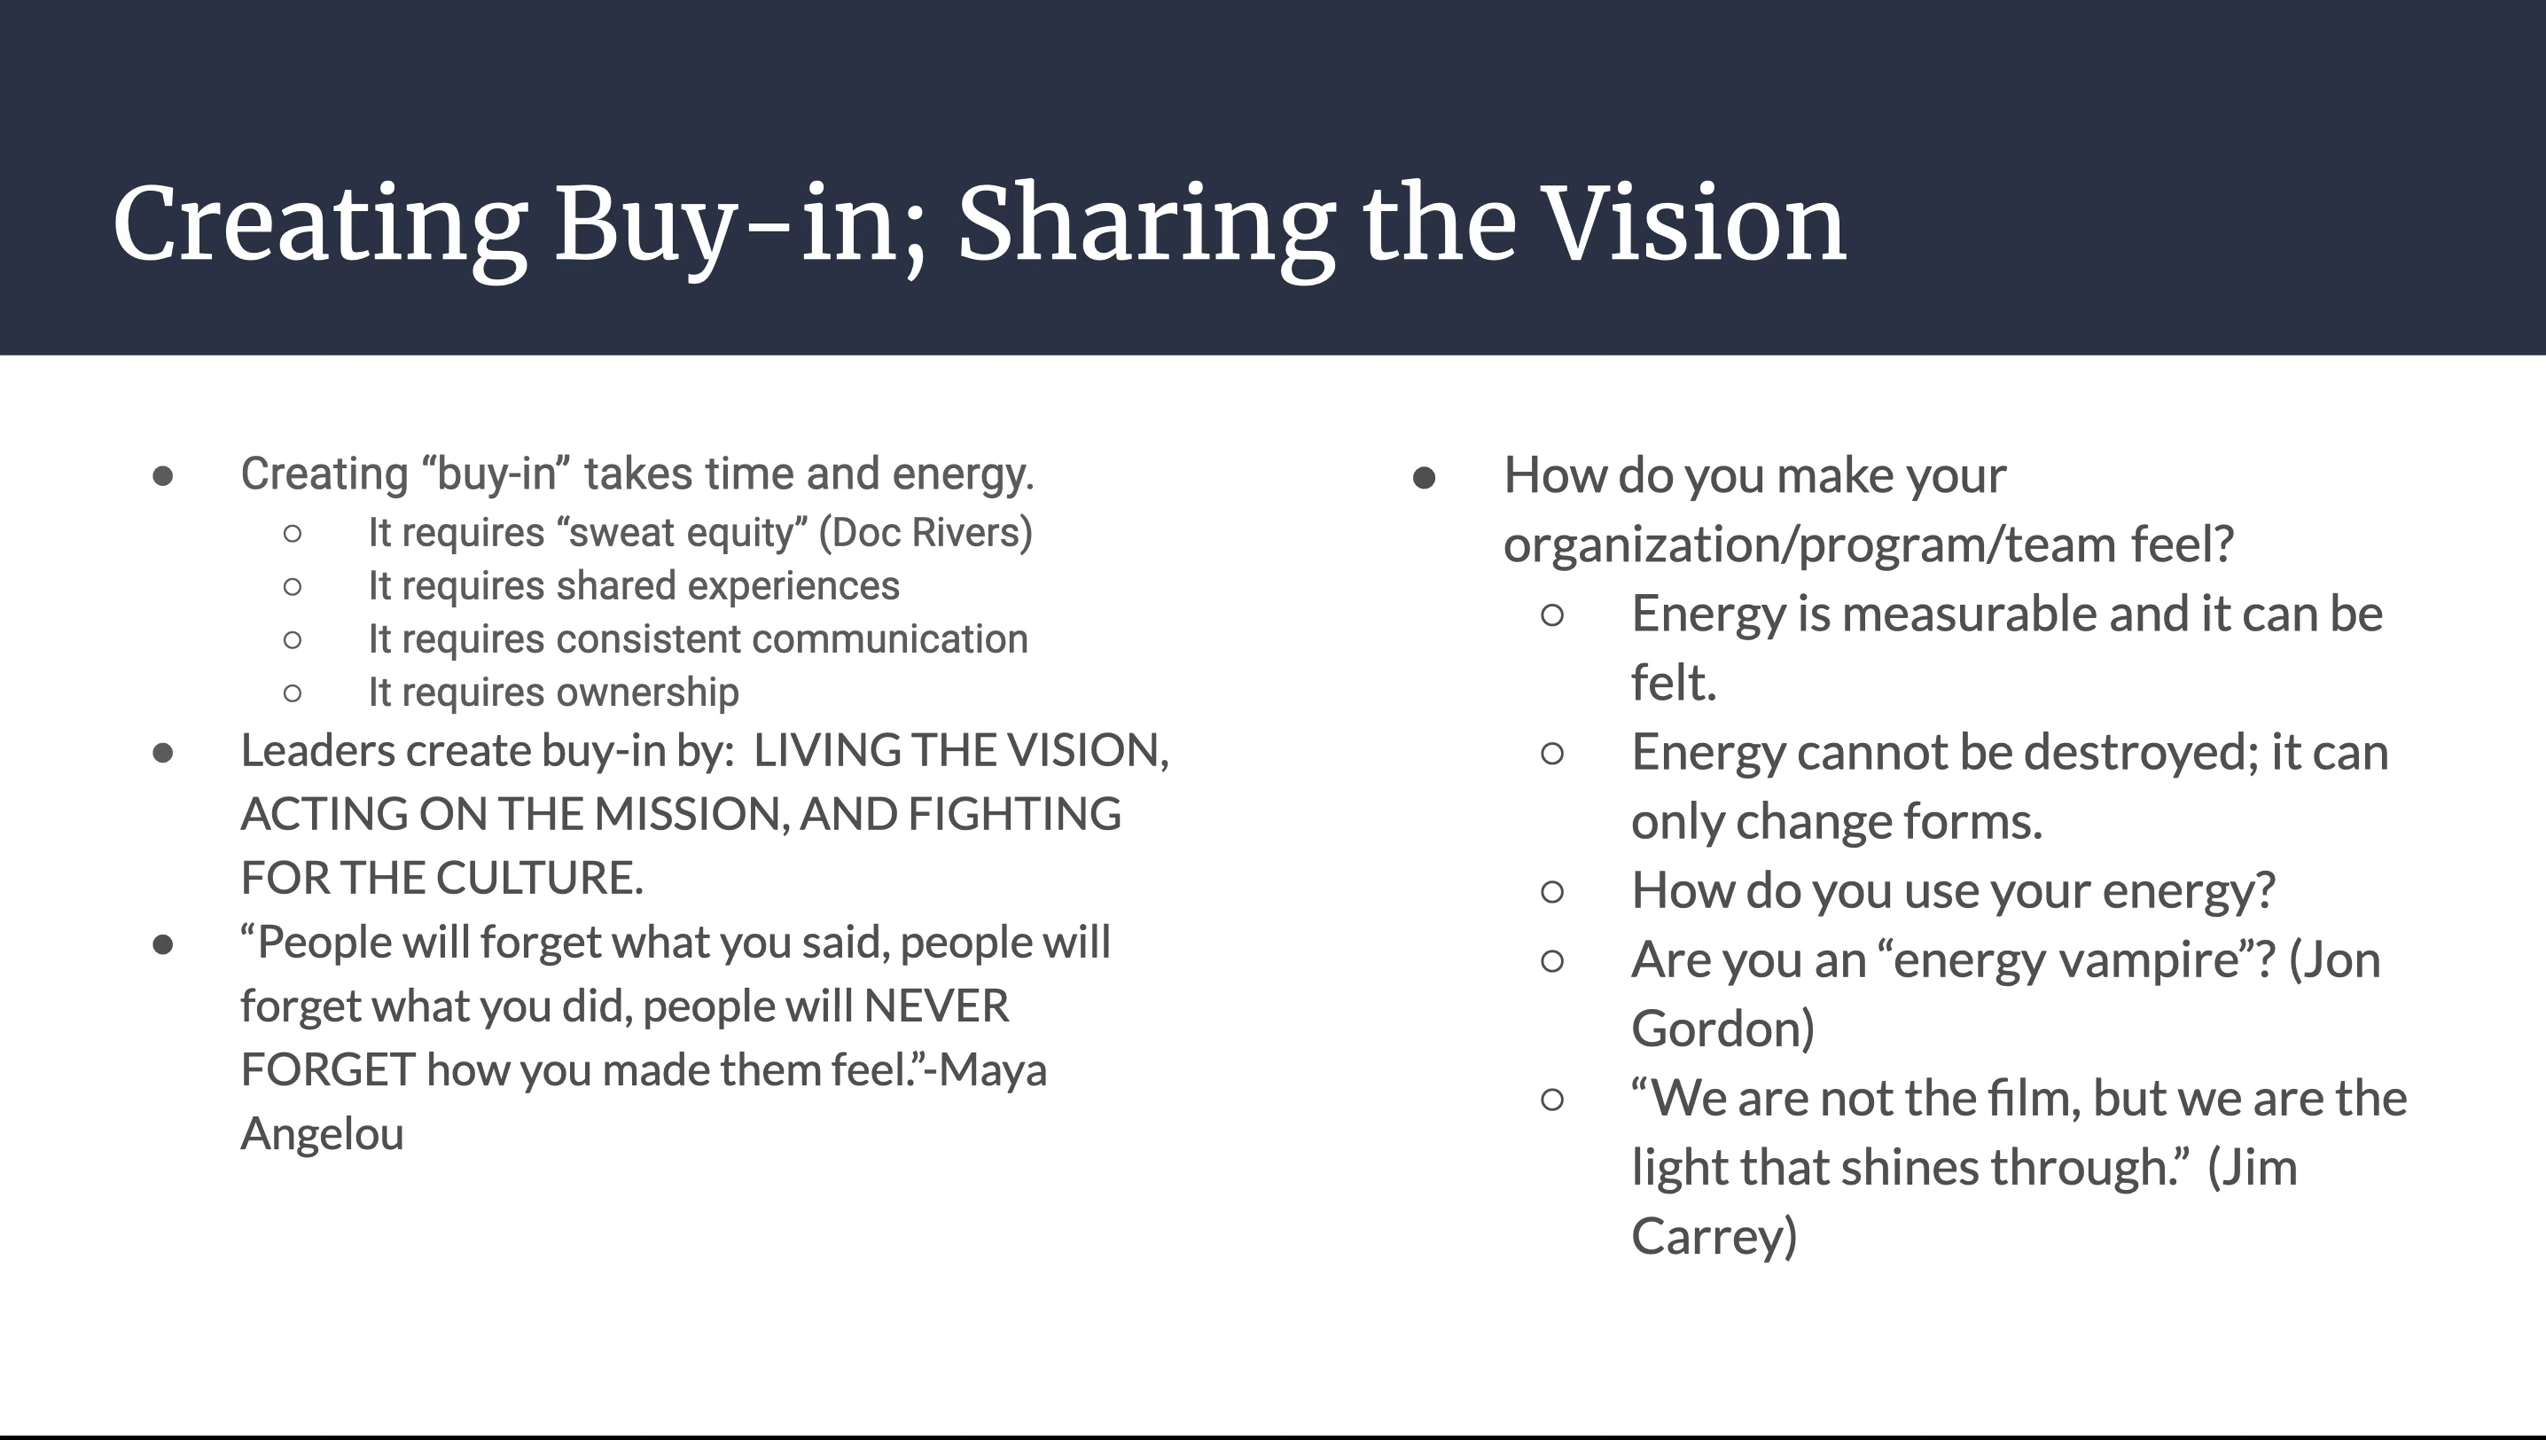 Creating Buy-in; Sharing the Vision
● Creating “buy-in” takes time and energy.
○ It requires “sweat equity” (Doc Rivers)
○ It requires shared experiences
○ It requires consistent communication
○ It requires ownership
● Leaders create buy-in by:  LIVING THE VISION,
ACTING ON THE MISSION, AND FIGHTING
FOR THE CULTURE.
● “People will forget what you said, people will
forget what you did, people will NEVER
FORGET how you made them feel.”-Maya
Angelou
● How do you make your
organization/program/team feel?
○ Energy is measurable and it can be
felt.
○ Energy cannot be destroyed; it can
only change forms.
○ How do you use your energy?
○ Are you an “energy vampire”? (Jon
Gordon)
○ “We are not the film, but we are the
light that shines through.” (Jim
Carrey)